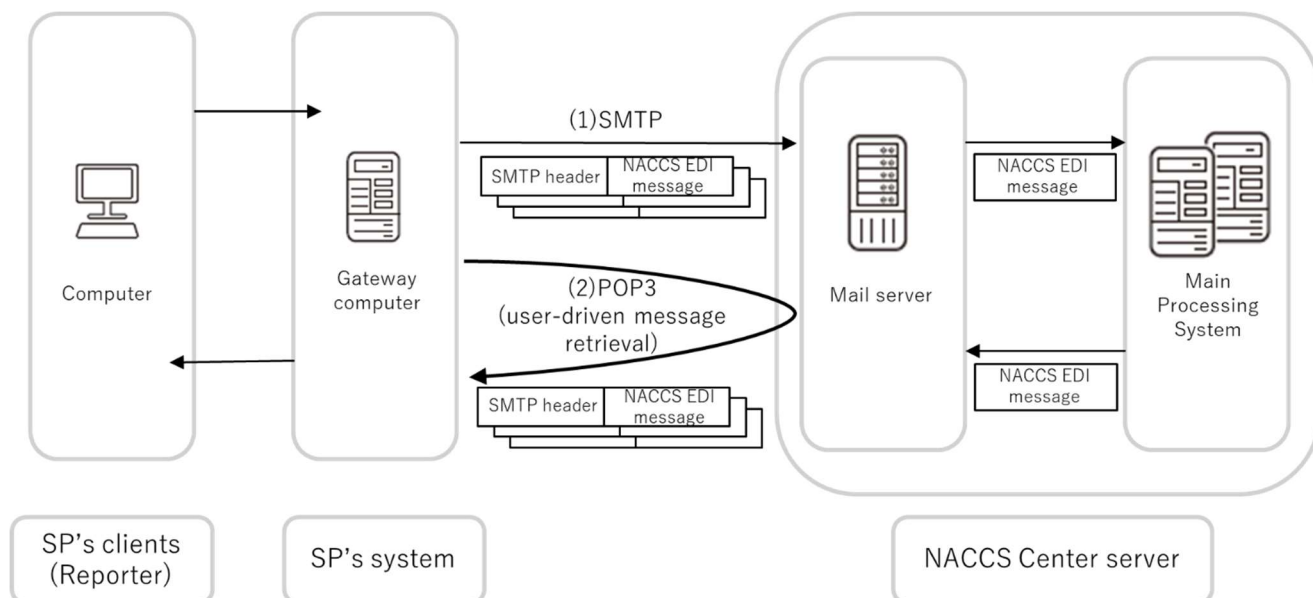 (1)SMTP
SMTP header
NACCS EDI
message
NACCS EDI
message
Computer
Gateway
computer
(2)POP3
(user-driven message
retrieval)
Mail server
Main
Processing
System
SMTP header
NACCS EDI
message
NACCS EDI
message
SP’s clients
(Reporter)
SP’s system
NACCS Center server